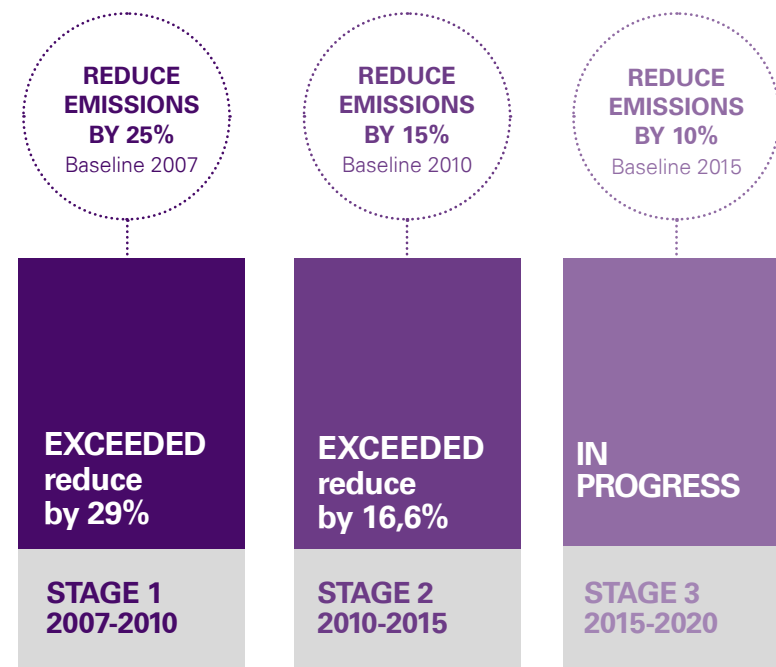 REDUCE
EMISSIONS
BY 25%
Baseline 2007
EXCEEDED
reduce
by 29%
STAGE 1
2007-2010
REDUCE
EMISSIONS
BY 15%
Baseline 2010
EXCEEDED
reduce
by 16,6%
STAGE 2
2010-2015
REDUCE
EMISSIONS
BY 10%
Baseline 2015
IN
PROGRESS
STAGE 3
2015-2020